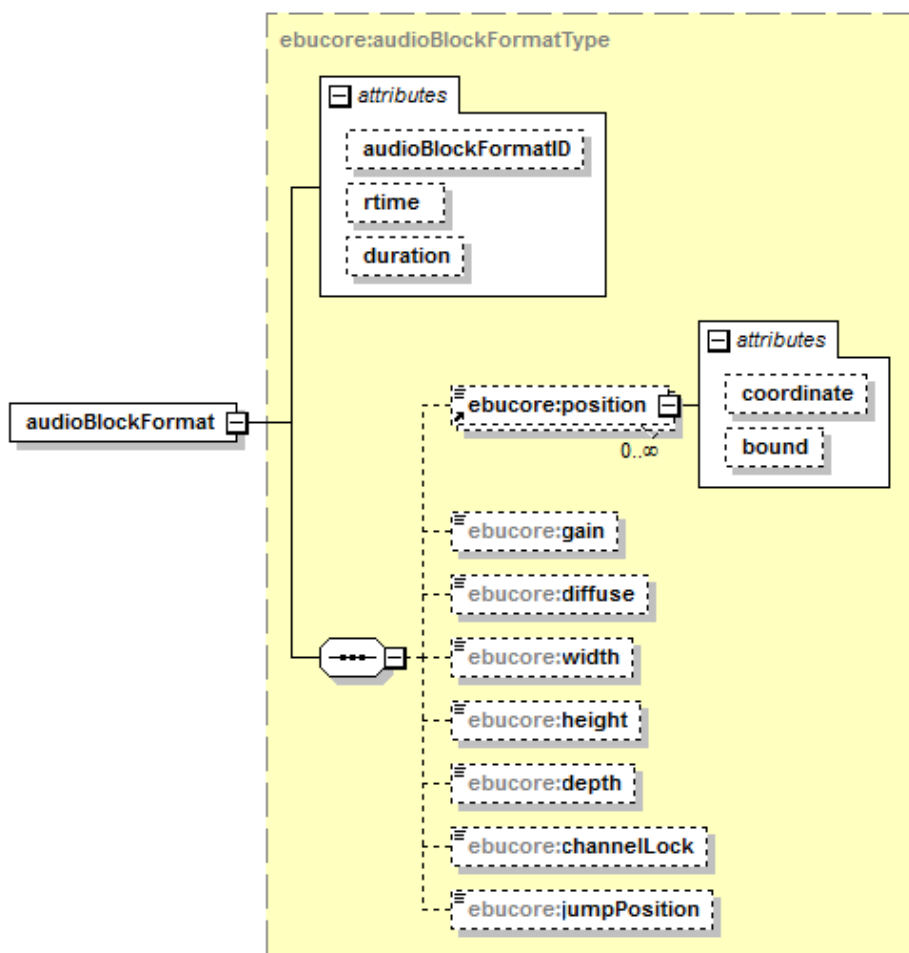 ebucore:audioBlockFormatType
attributes
audioBlockFormatID
rtime
duration
attributes
coordinate
bound
audioBlockFormat
ebucore:position
0..∞
ebucore:gain
ebucore:diffuse
ebucore:width
ebucore:height
ebucore:depth
ebucore:channelLock
ebucore:jumpPosition